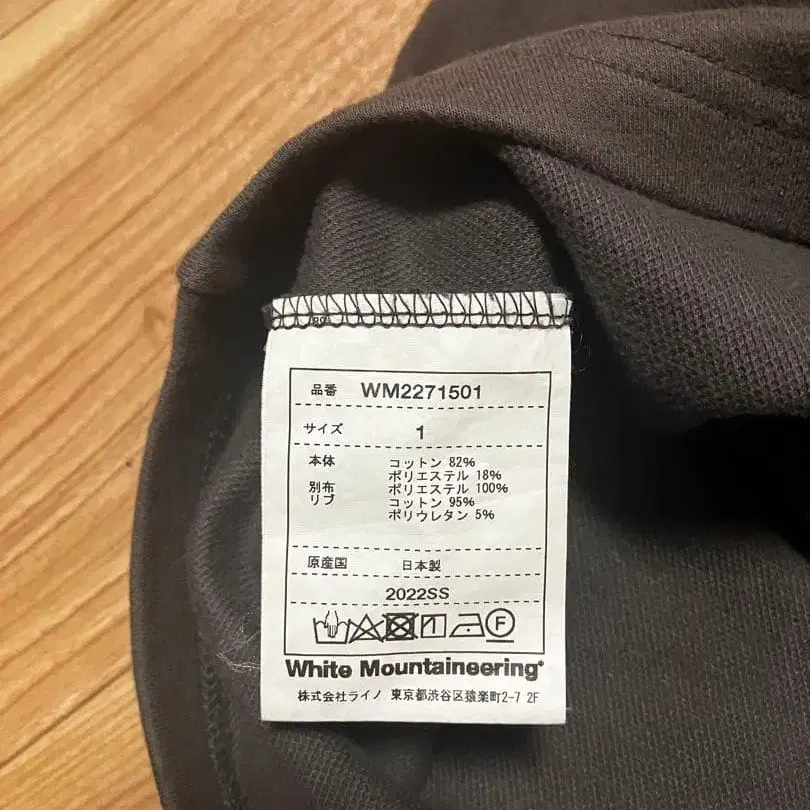 品番 WM2271501
サイズ 1
本体 コットン 82%
ポリエステル 18%
別布 ポリエステル 100%
リブ コットン 95%
ポリウレタン 5%
原産国 日本製
2022SS
F
White Mountaineering®
株式会社ライノ 東京都渋谷区猿楽町2-7 2F